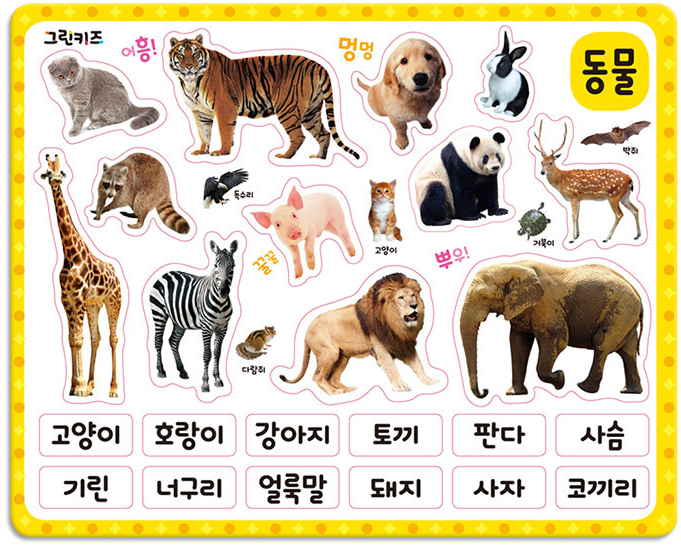 그린키즈
어흥!
멍멍
동물
박쥐
독수리
고양이
거북이
꿀꿀
뿌우!
다람쥐
고양이 호랑이 강아지 토끼 판다 사슴
기린 너구리 얼룩말 돼지 사자 코끼리